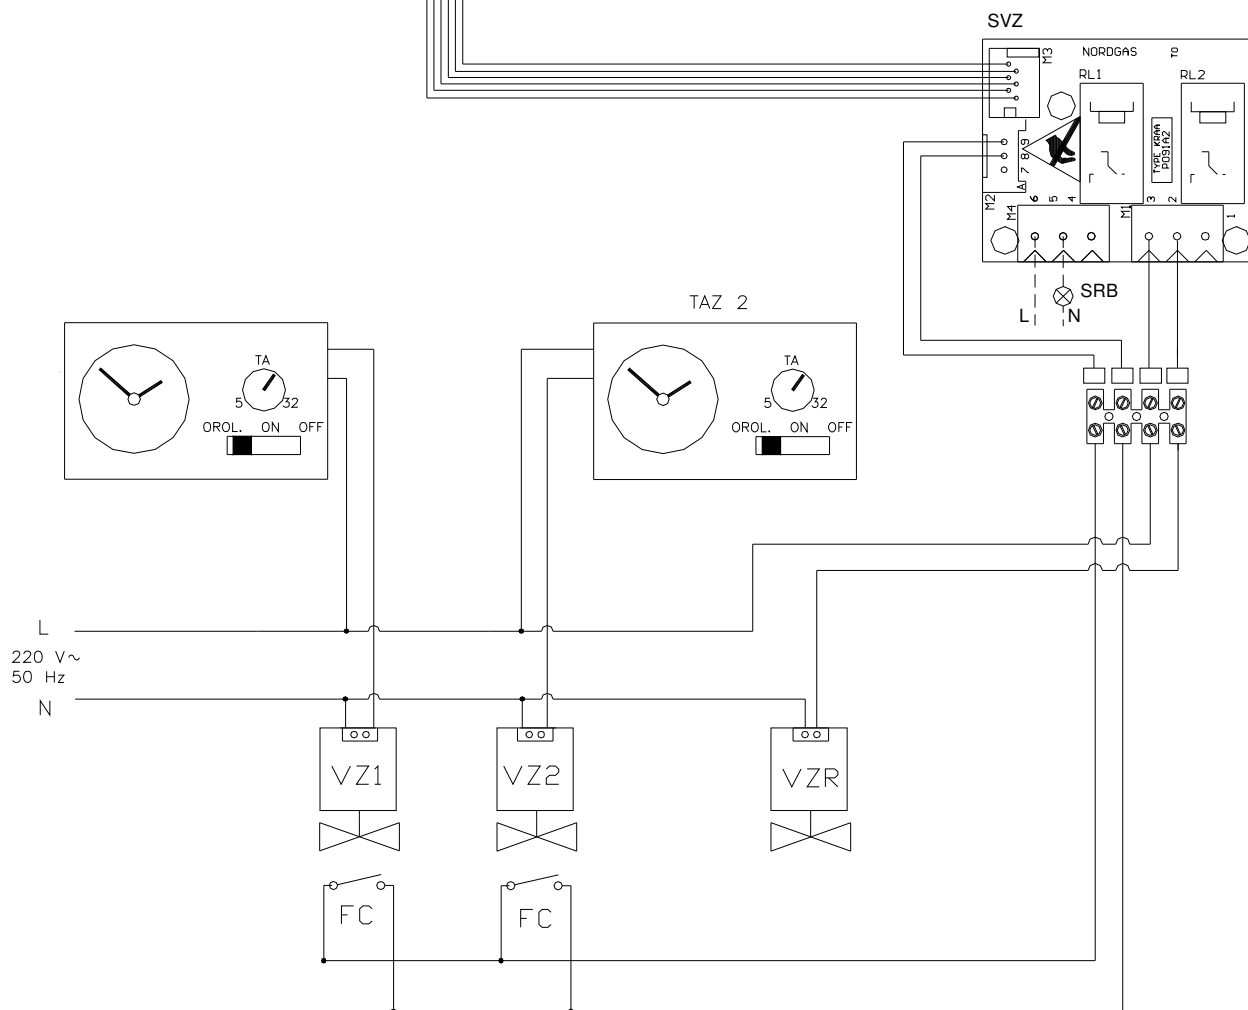 SVZ
M3
NORDGAS
TO
RL1
RL2
TYPE KRAA
P091A2
9
8
7
A
M2
M4
6
5
4
M1
3
2
1
SRB
L
N
TAZ 2
TA
5
32
OROL. ON OFF
TA
5
32
OROL. ON OFF
L
220 V~
50 Hz
N
VZ1
VZ2
VZR
FC
FC